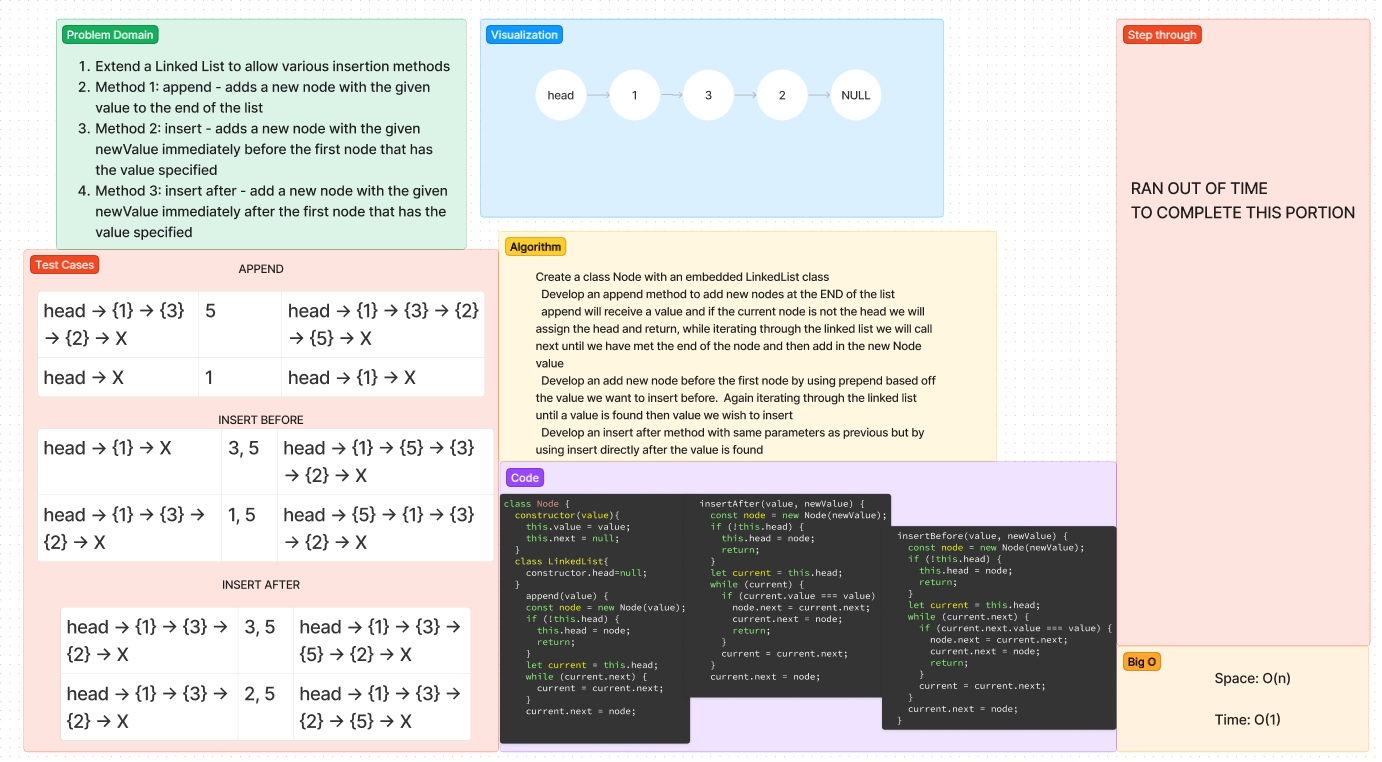 Problem Domain
1. Extend a Linked List to allow various insertion methods
2. Method 1: append - adds a new node with the given
value to the end of the list
3. Method 2: insert - adds a new node with the given
newValue immediately before the first node that has
the value specified
4. Method 3: insert after - add a new node with the given
newValue immediately after the first node that has the
value specified
Visualization
head → 1 → 3 → 2 → NULL
Step through
RAN OUT OF TIME
TO COMPLETE THIS PORTION
Test Cases
APPEND
head → {1} → {3}
→ {2} → X
5
head → {1} → {3} → {2}
→ {5} → X
head → X
1
head → {1} → X
INSERT BEFORE
head → {1} → X
3, 5
head → {1} → {5} → {3}
→ {2} → X
head → {1} → {3} →
{2} → X
1, 5
head → {5} → {1} → {3}
→ {2} → X
INSERT AFTER
head → {1} → {3} →
{2} → X
3, 5
head → {1} → {3} →
{5} → {2} → X
head → {1} → {3} →
{2} → X
2, 5
head → {1} → {3} →
{2} → {5} → X
Algorithm
Create a class Node with an embedded LinkedList class
Develop an append method to add new nodes at the END of the list
append will receive a value and if the current node is not the head we will
assign the head and return, while iterating through the linked list we will call
next until we have met the end of the node and then add in the new Node
value
Develop an add new node before the first node by using prepend based off
the value we want to insert before. Again iterating through the linked list
until a value is found then value we wish to insert
Develop an insert after method with same parameters as previous but by
using insert directly after the value is found
Code
class Node {
constructor(value){
this.value = value;
this.next = null;
}
class LinkedList{
constructor.head=null;
}
append(value) {
const node = new Node(value);
if (!this.head) {
this.head = node;
return;
}
let current = this.head;
while (current.next) {
current = current.next;
}
current.next = node;
insertAfter(value, newValue) {
const node = new Node(newValue);
if (!this.head) {
this.head = node;
return;
}
let current = this.head;
while (current) {
if (current.value === value)
node.next = current.next;
current.next = node;
return;
}
current = current.next;
}
current.next = node;
insertBefore(value, newValue) {
const node = new Node(newValue);
if (!this.head) {
this.head = node;
return;
}
let current = this.head;
while (current.next) {
if (current.next.value === value) {
node.next = current.next;
current.next = node;
return;
}
current = current.next;
}
current.next = node;
}
Big O
Space: O(n)
Time: O(1)